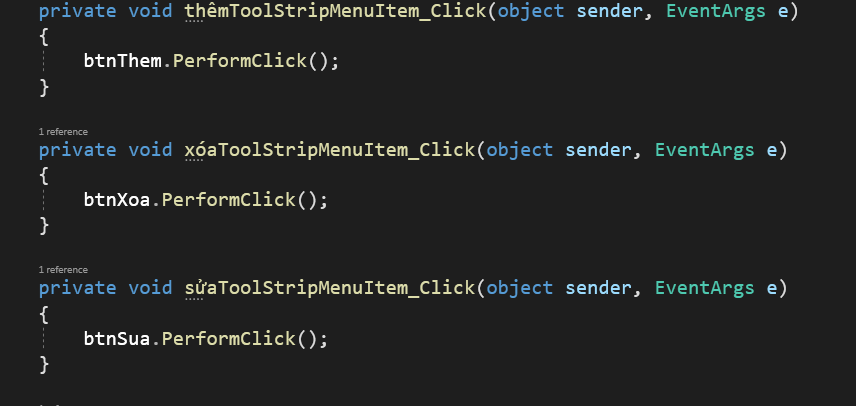 private void thêmToolStripMenuItem_Click(object sender, EventArgs e)
{
btnThem.PerformClick();
}
1 reference
private void xóaToolStripMenuItem_Click(object sender, EventArgs e)
{
btnXoa.PerformClick();
}
1 reference
private void sửaToolStripMenuItem_Click(object sender, EventArgs e)
{
btnSua.PerformClick();
}